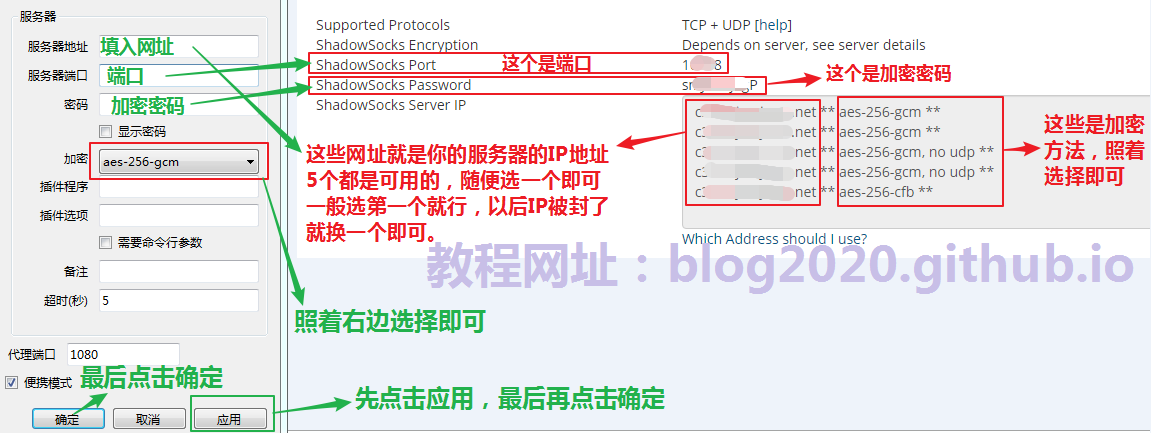 服务器
服务器地址
填入网址
服务器端口
端口
密码
加密密码
显示密码
加密
aes-256-gcm
插件程序
插件选项
需要命令行参数
备注
超时(秒)
5
照着右边选择即可
代理端口
1080
便携模式
最后点击确定
确定
取消
应用
先点击应用，最后再点击确定
Supported Protocols
TCP + UDP [help]
ShadowSocks Encryption
Depends on server, see server details
ShadowSocks Port
这个是端口
ShadowSocks Password
这个是加密密码
ShadowSocks Server IP
.net ** aes-256-gcm **
.net ** aes-256-gcm **
.net ** aes-256-gcm, no udp **
.net ** aes-256-gcm, no udp **
.net ** aes-256-cfb **
这些网址就是你的服务器的IP地址
5个都是可用的，随便选一个即可
一般选第一个就行，以后IP被封了
就换一个即可。
这些是加密
方法，照着
选择即可
Which Address should I use?
教程网址：blog2020.github.io